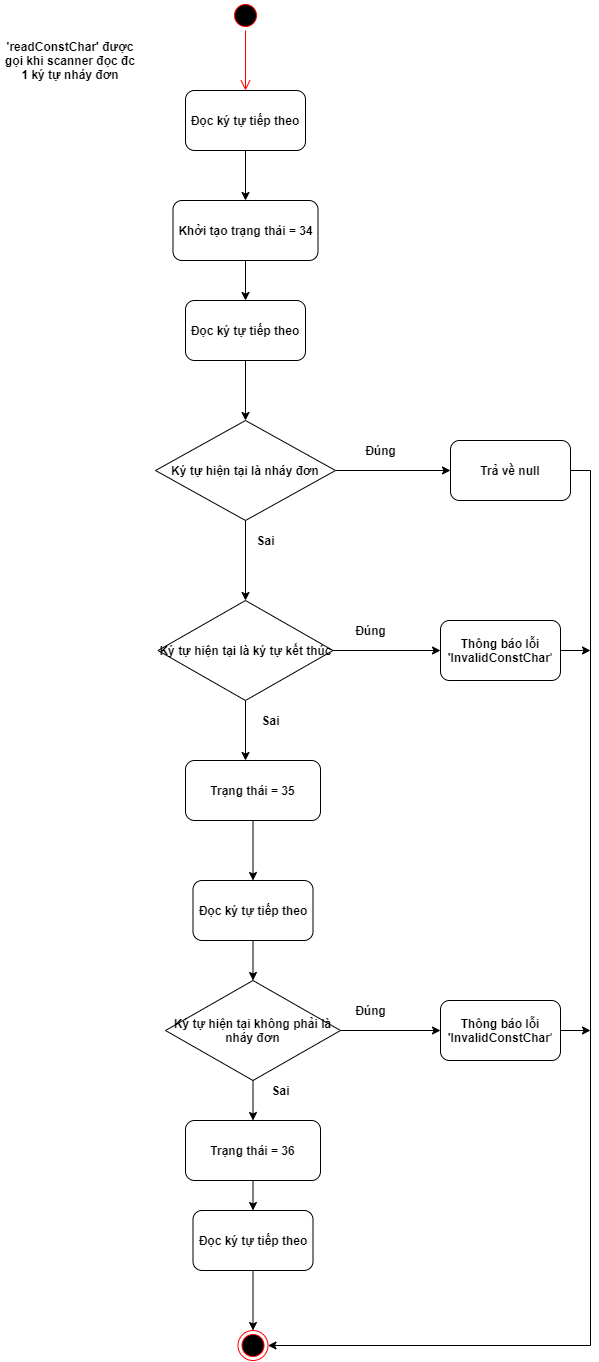 'readConstChar' được
gọi khi scanner đọc đc
1 ký tự nháy đơn
Đọc ký tự tiếp theo
Khởi tạo trạng thái = 34
Đọc ký tự tiếp theo
Ký tự hiện tại là nháy đơn
Đúng
Trả về null
Sai
Ký tự hiện tại là ký tự kết thúc
Đúng
Thông báo lỗi
'InvalidConstChar'
Sai
Trạng thái = 35
Đọc ký tự tiếp theo
Ký tự hiện tại không phải là
nháy đơn
Đúng
Thông báo lỗi
'InvalidConstChar'
Sai
Trạng thái = 36
Đọc ký tự tiếp theo